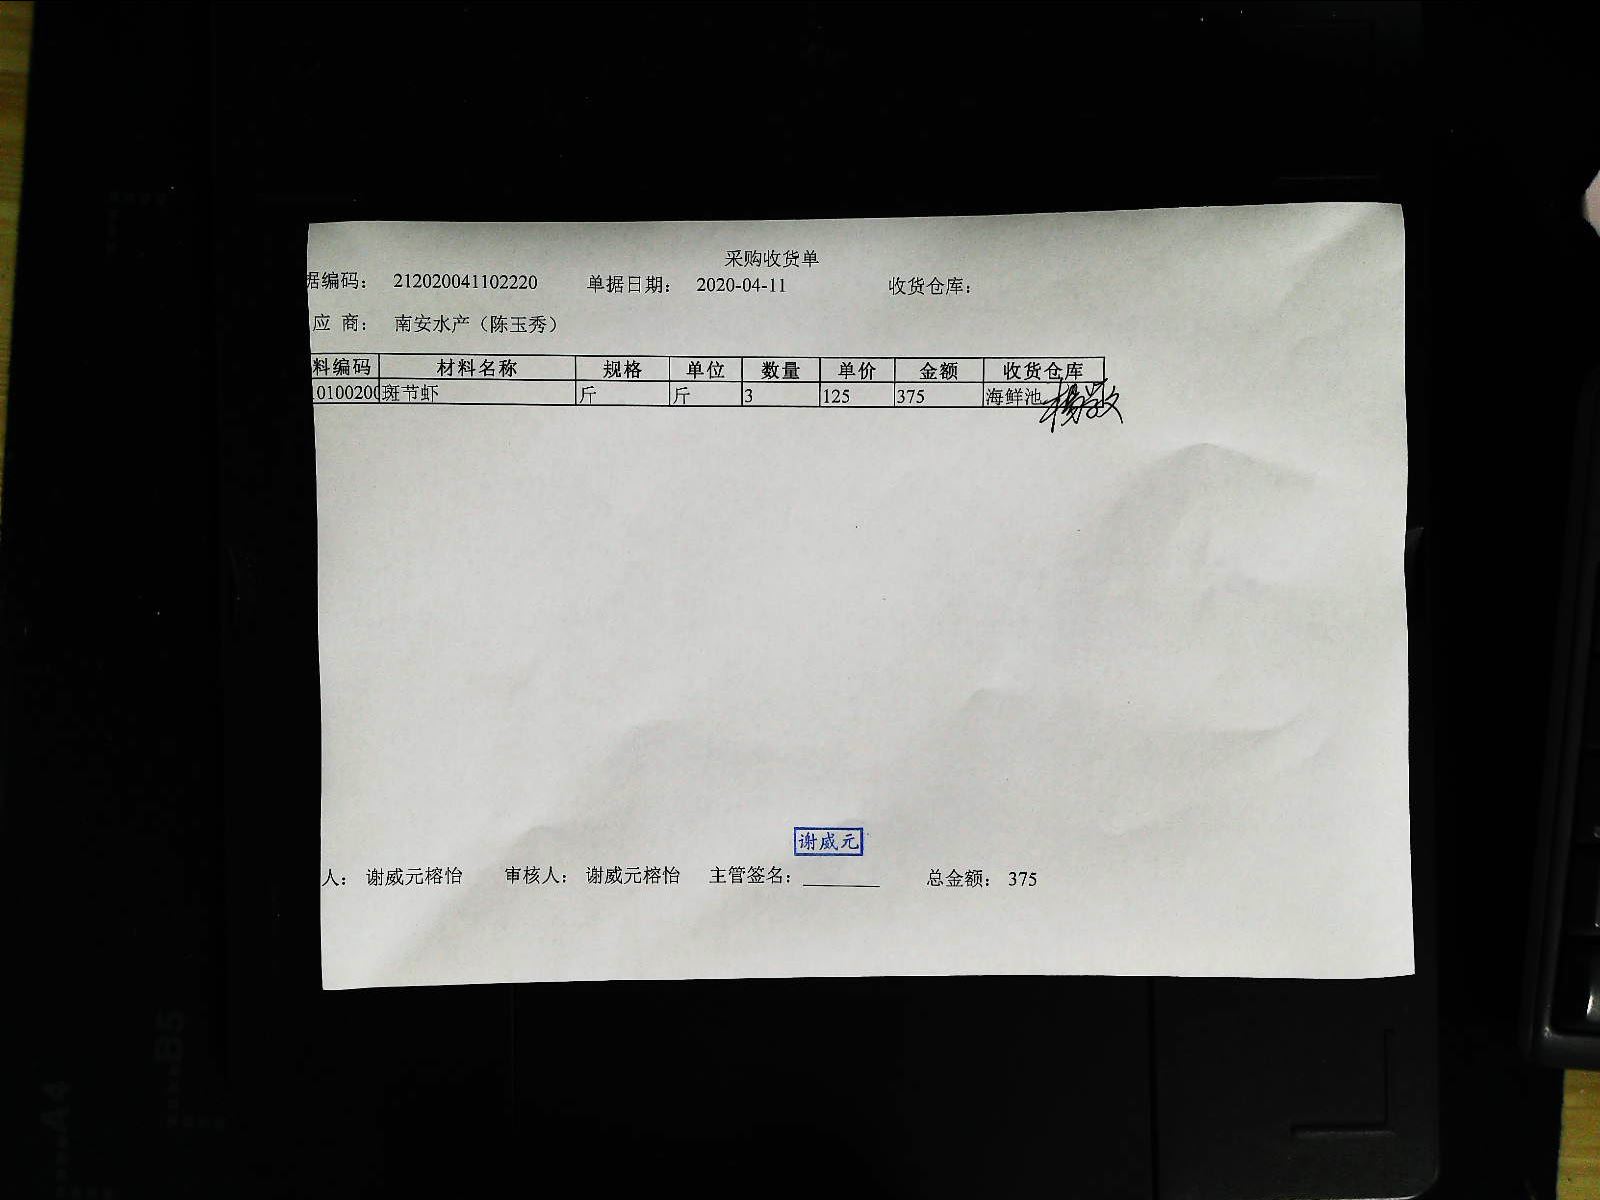 采购收货单
据编码： 212020041102220 单据日期： 2020-04-11 收货仓库：
应 商： 南安水产（陈玉秀）
料编码 材料名称 规格 单位 数量 单价 金额 收货仓库
0100200 斑节虾 斤 斤 3 125 375 海鲜池
谢威元
人： 谢威元榕怡 审核人： 谢威元榕怡 主管签名：________ 总金额： 375
B5
A4